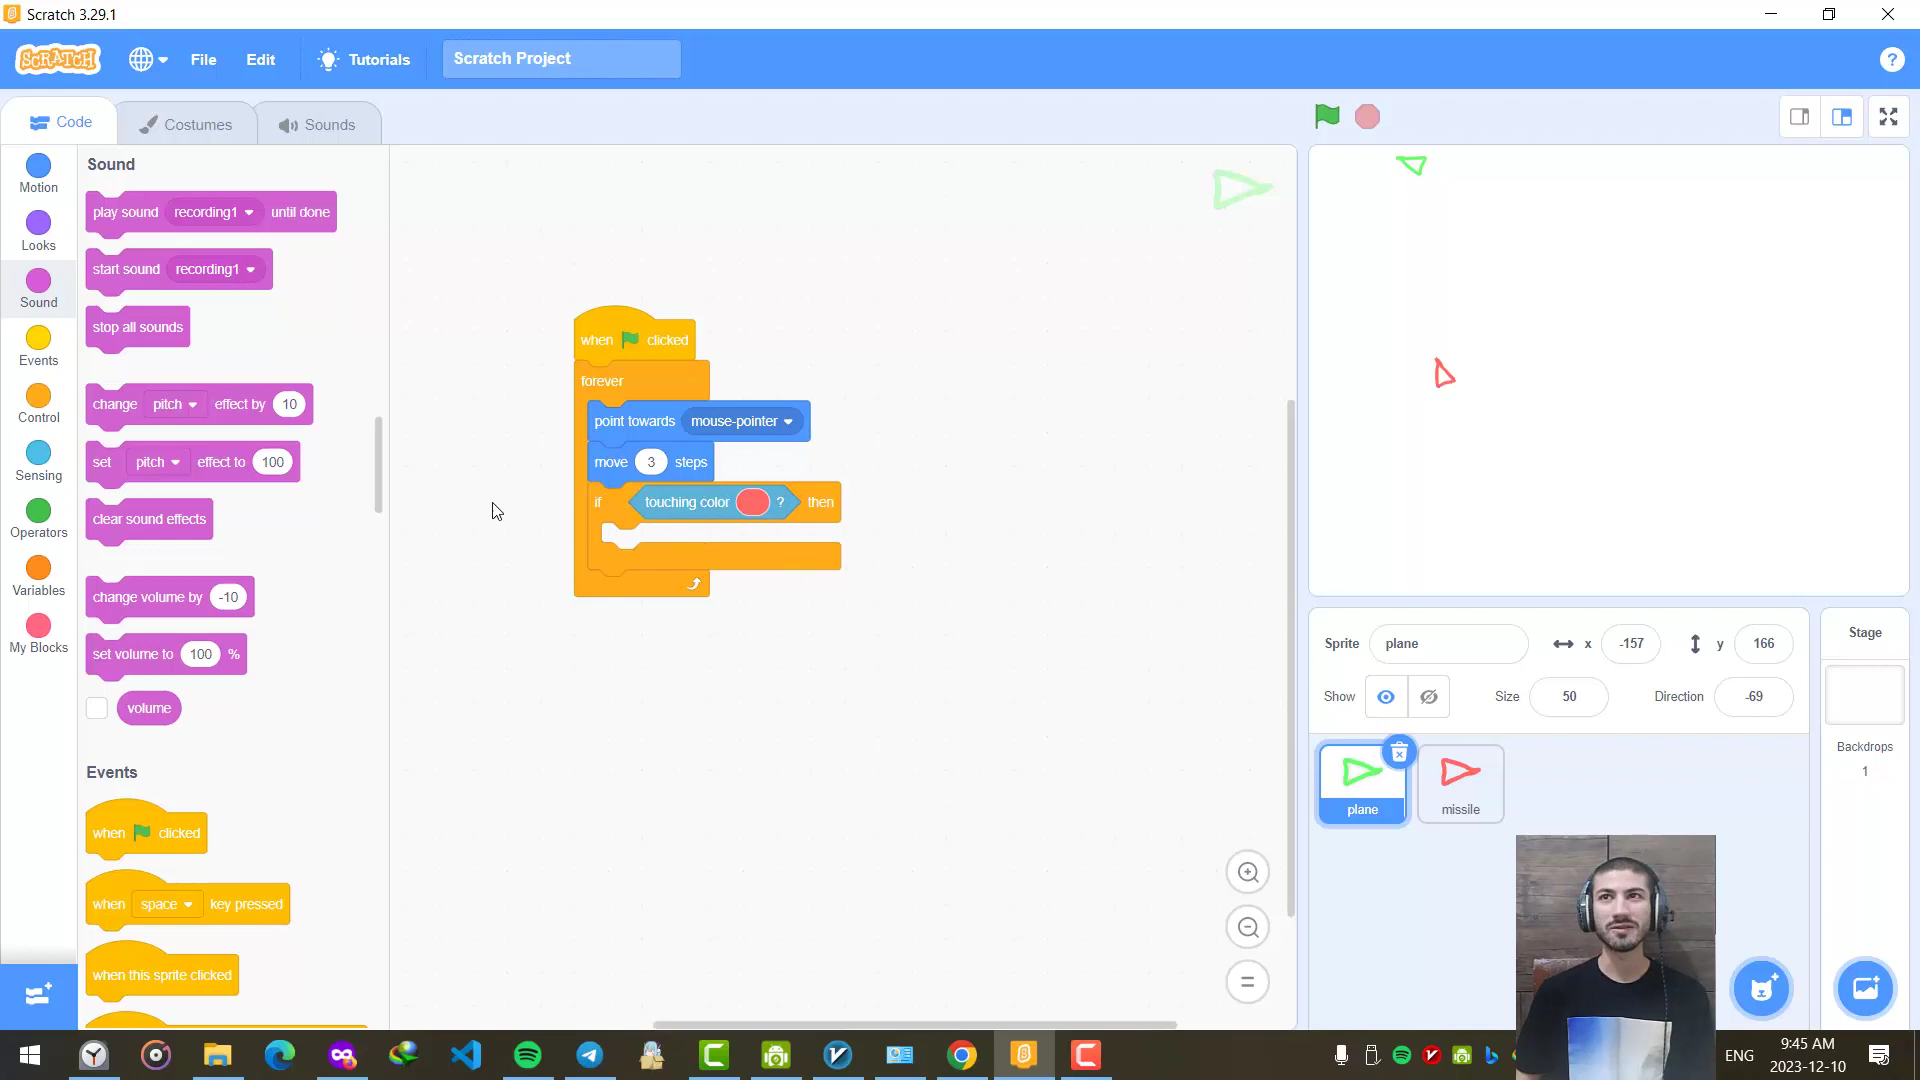 Scratch 3.29.1
SCRATCH
File
Edit
Tutorials
Scratch Project
?
Code
Costumes
Sounds
Motion
Looks
Sound
Events
Control
Sensing
Operators
Variables
My Blocks
Sound
play sound recording1 until done
start sound recording1
stop all sounds
change pitch effect by 10
set pitch effect to 100
clear sound effects
change volume by -10
set volume to 100 %
volume
Events
when clicked
when space key pressed
when this sprite clicked
when clicked
forever
point towards mouse-pointer
move 3 steps
if touching color ? then
Sprite plane x -157 y 166
Show Size 50 Direction -69
plane
missile
Stage
Backdrops
1
ENG
9:45 AM
2023-12-10